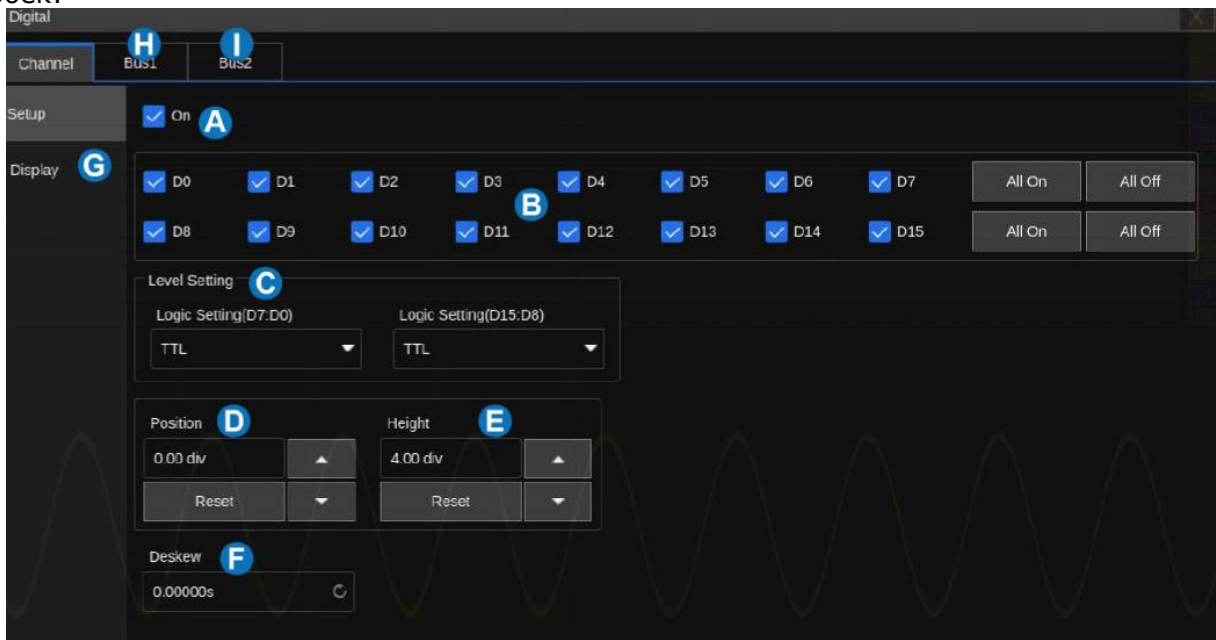 Digital X
Channel Bus1 Bus2
H I
Setup On A
Display G
D0 D1 D2 D3 D4 D5 D6 D7 All On All Off
B
D8 D9 D10 D11 D12 D13 D14 D15 All On All Off
Level Setting C
Logic Setting(D7:D0) Logic Setting(D15:D8)
TTL TTL
Position D Height E
0.00 div 4.00 div
Reset Reset
Deskew F
0.00000s